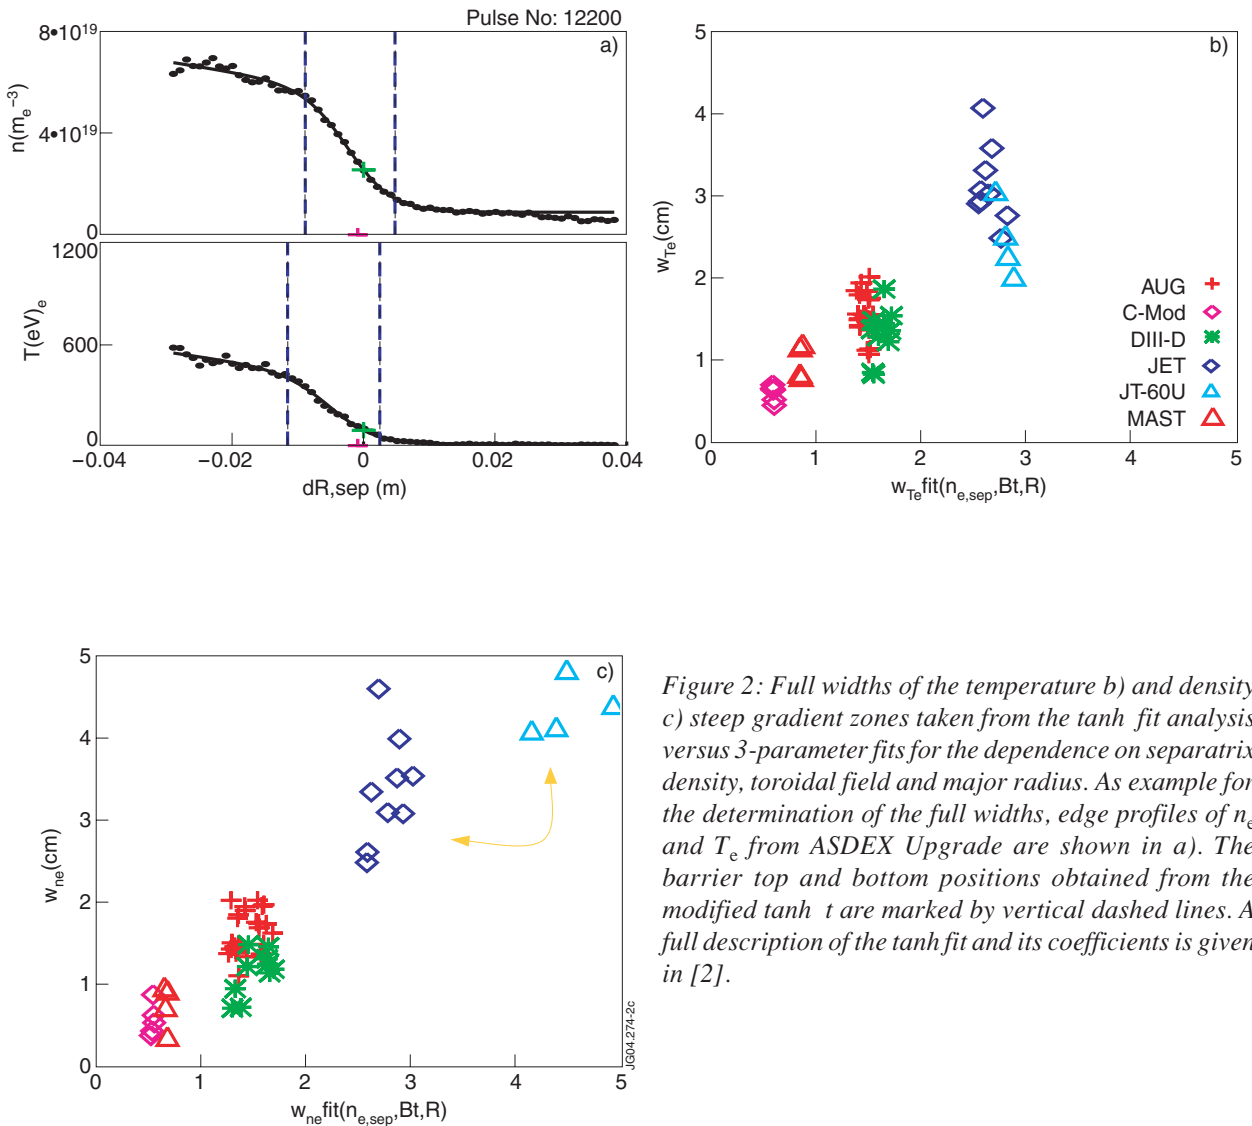 Pulse No: 12200
8•10¹⁹
a)
4•10¹⁹
n(mₑ⁻³)
0
1200
600
T(eV)ₑ
0
−0.04 −0.02 0 0.02 0.04
dR,sep (m)
5
b)
4
3
w_Te(cm)
2
AUG
C-Mod
DIII-D
1
JET
JT-60U
MAST
0
0 1 2 3 4 5
w_Te fit(n_e,sep,Bt,R)
5
c)
4
3
w_ne(cm)
2
1
0
0 1 2 3 4 5
w_ne fit(n_e,sep,Bt,R)
JG04.274-2c
Figure 2: Full widths of the temperature b) and density
c) steep gradient zones taken from the tanh fit analysis
versus 3-parameter fits for the dependence on separatrix
density, toroidal field and major radius. As example for
the determination of the full widths, edge profiles of nₑ
and Tₑ from ASDEX Upgrade are shown in a). The
barrier top and bottom positions obtained from the
modified tanh t are marked by vertical dashed lines. A
full description of the tanh fit and its coefficients is given
in [2].